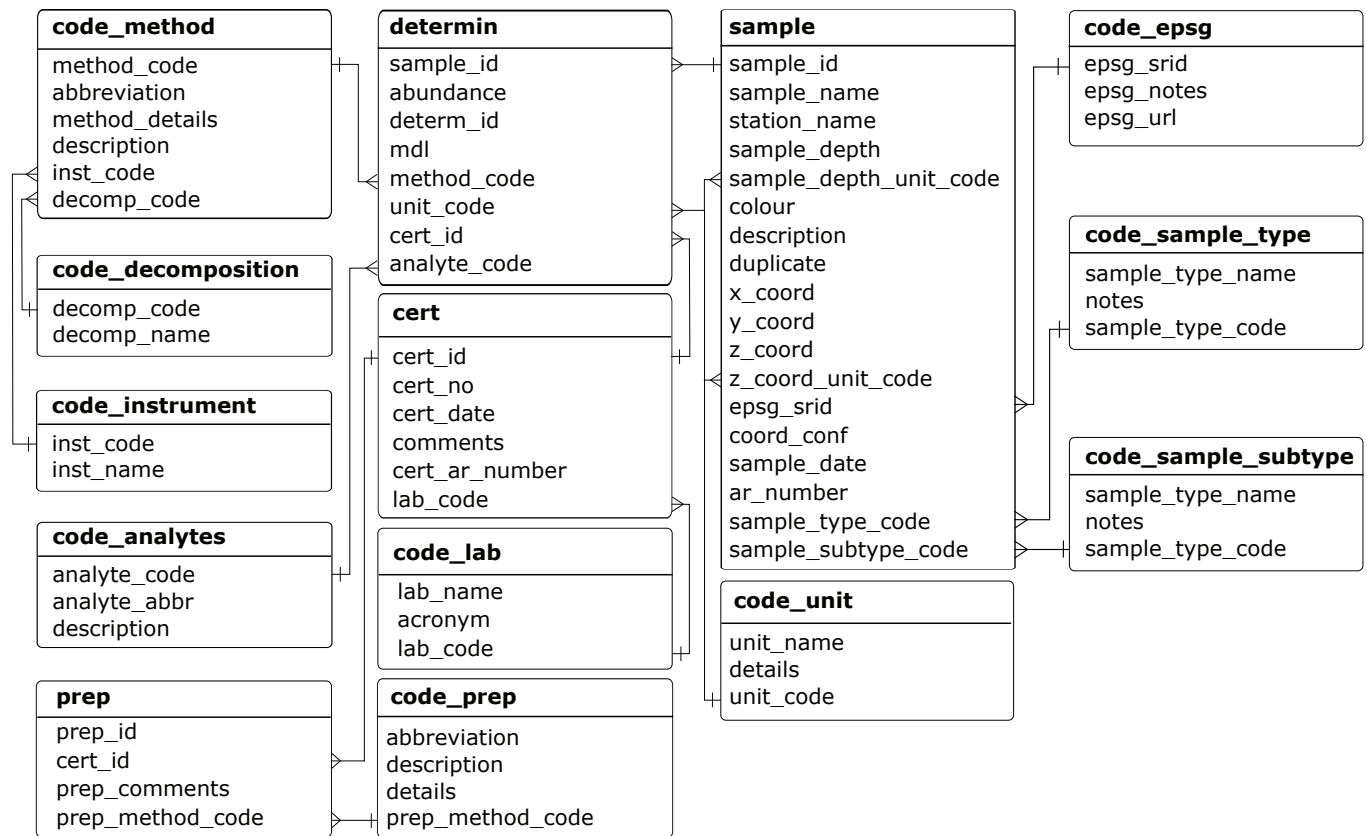 code_method
method_code
abbreviation
method_details
description
inst_code
decomp_code
code_decomposition
decomp_code
decomp_name
code_instrument
inst_code
inst_name
code_analytes
analyte_code
analyte_abbr
description
prep
prep_id
cert_id
prep_comments
prep_method_code
determin
sample_id
abundance
determ_id
mdl
method_code
unit_code
cert_id
analyte_code
cert
cert_id
cert_no
cert_date
comments
cert_ar_number
lab_code
code_lab
lab_name
acronym
lab_code
code_prep
abbreviation
description
details
prep_method_code
sample
sample_id
sample_name
station_name
sample_depth
sample_depth_unit_code
colour
description
duplicate
x_coord
y_coord
z_coord
z_coord_unit_code
epsg_srid
coord_conf
sample_date
ar_number
sample_type_code
sample_subtype_code
code_unit
unit_name
details
unit_code
code_epsg
epsg_srid
epsg_notes
epsg_url
code_sample_type
sample_type_name
notes
sample_type_code
code_sample_subtype
sample_type_name
notes
sample_type_code